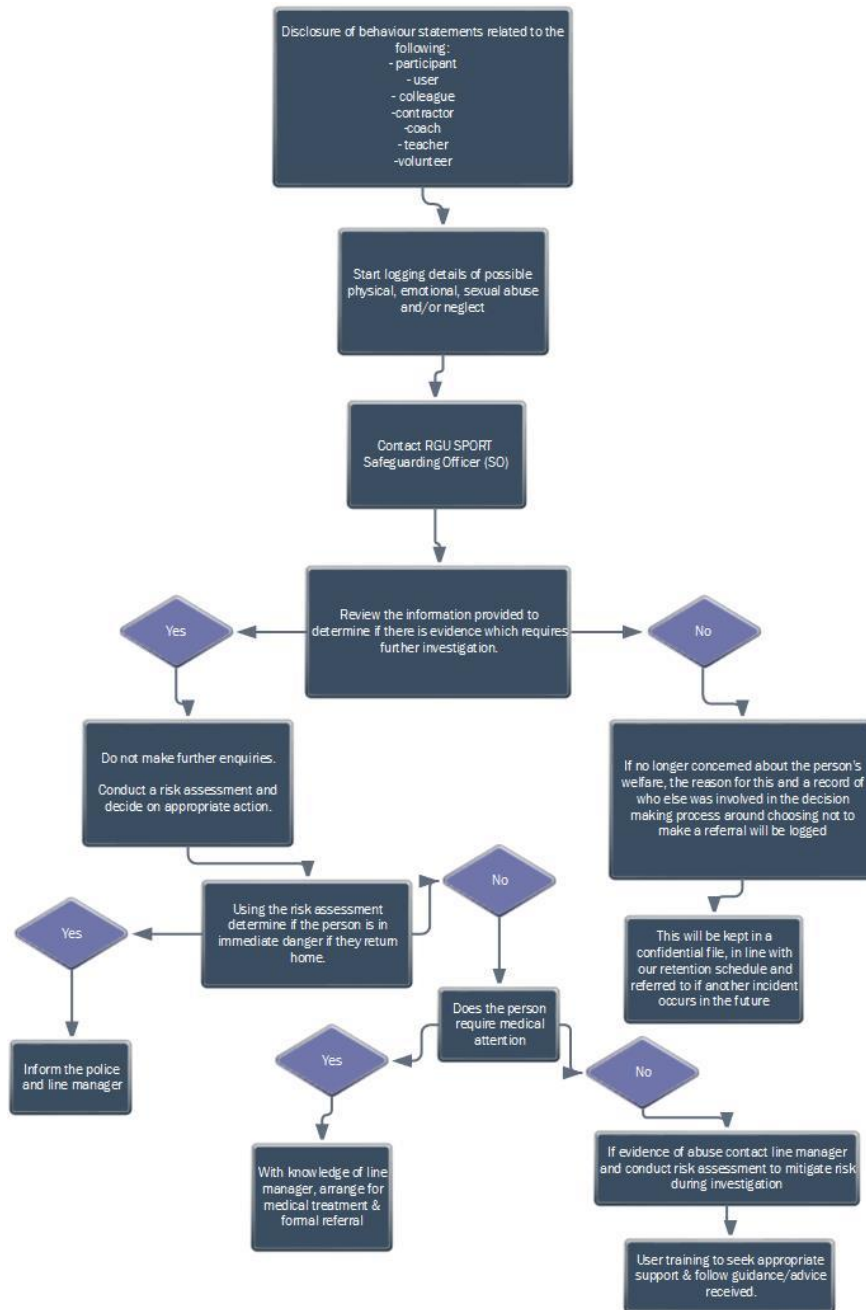 Disclosure of behaviour statements related to the
following:
- participant
- user
- colleague
-contractor
-coach
- teacher
-volunteer
Start logging details of possible
physical, emotional, sexual abuse
and/or neglect
Contact RGU SPORT
Safeguarding Officer (SO)
Review the information provided to
determine if there is evidence which requires
further investigation.
Yes
No
Do not make further enquiries.
Conduct a risk assessment and
decide on appropriate action.
If no longer concerned about the person's
welfare, the reason for this and a record of
who else was involved in the decision
making process around choosing not to
make a referral will be logged
Using the risk assessment
determine if the person is in
immediate danger if they return
home.
Yes
No
This will be kept in a
confidential file, in line with
our retention schedule and
referred to if another incident
occurs in the future
Inform the police
and line manager
Does the person
require medical
attention
Yes
No
With knowledge of line
manager, arrange for
medical treatment &
formal referral
If evidence of abuse contact line manager
and conduct risk assessment to mitigate risk
during investigation
User training to seek appropriate
support & follow guidance/advice
received.